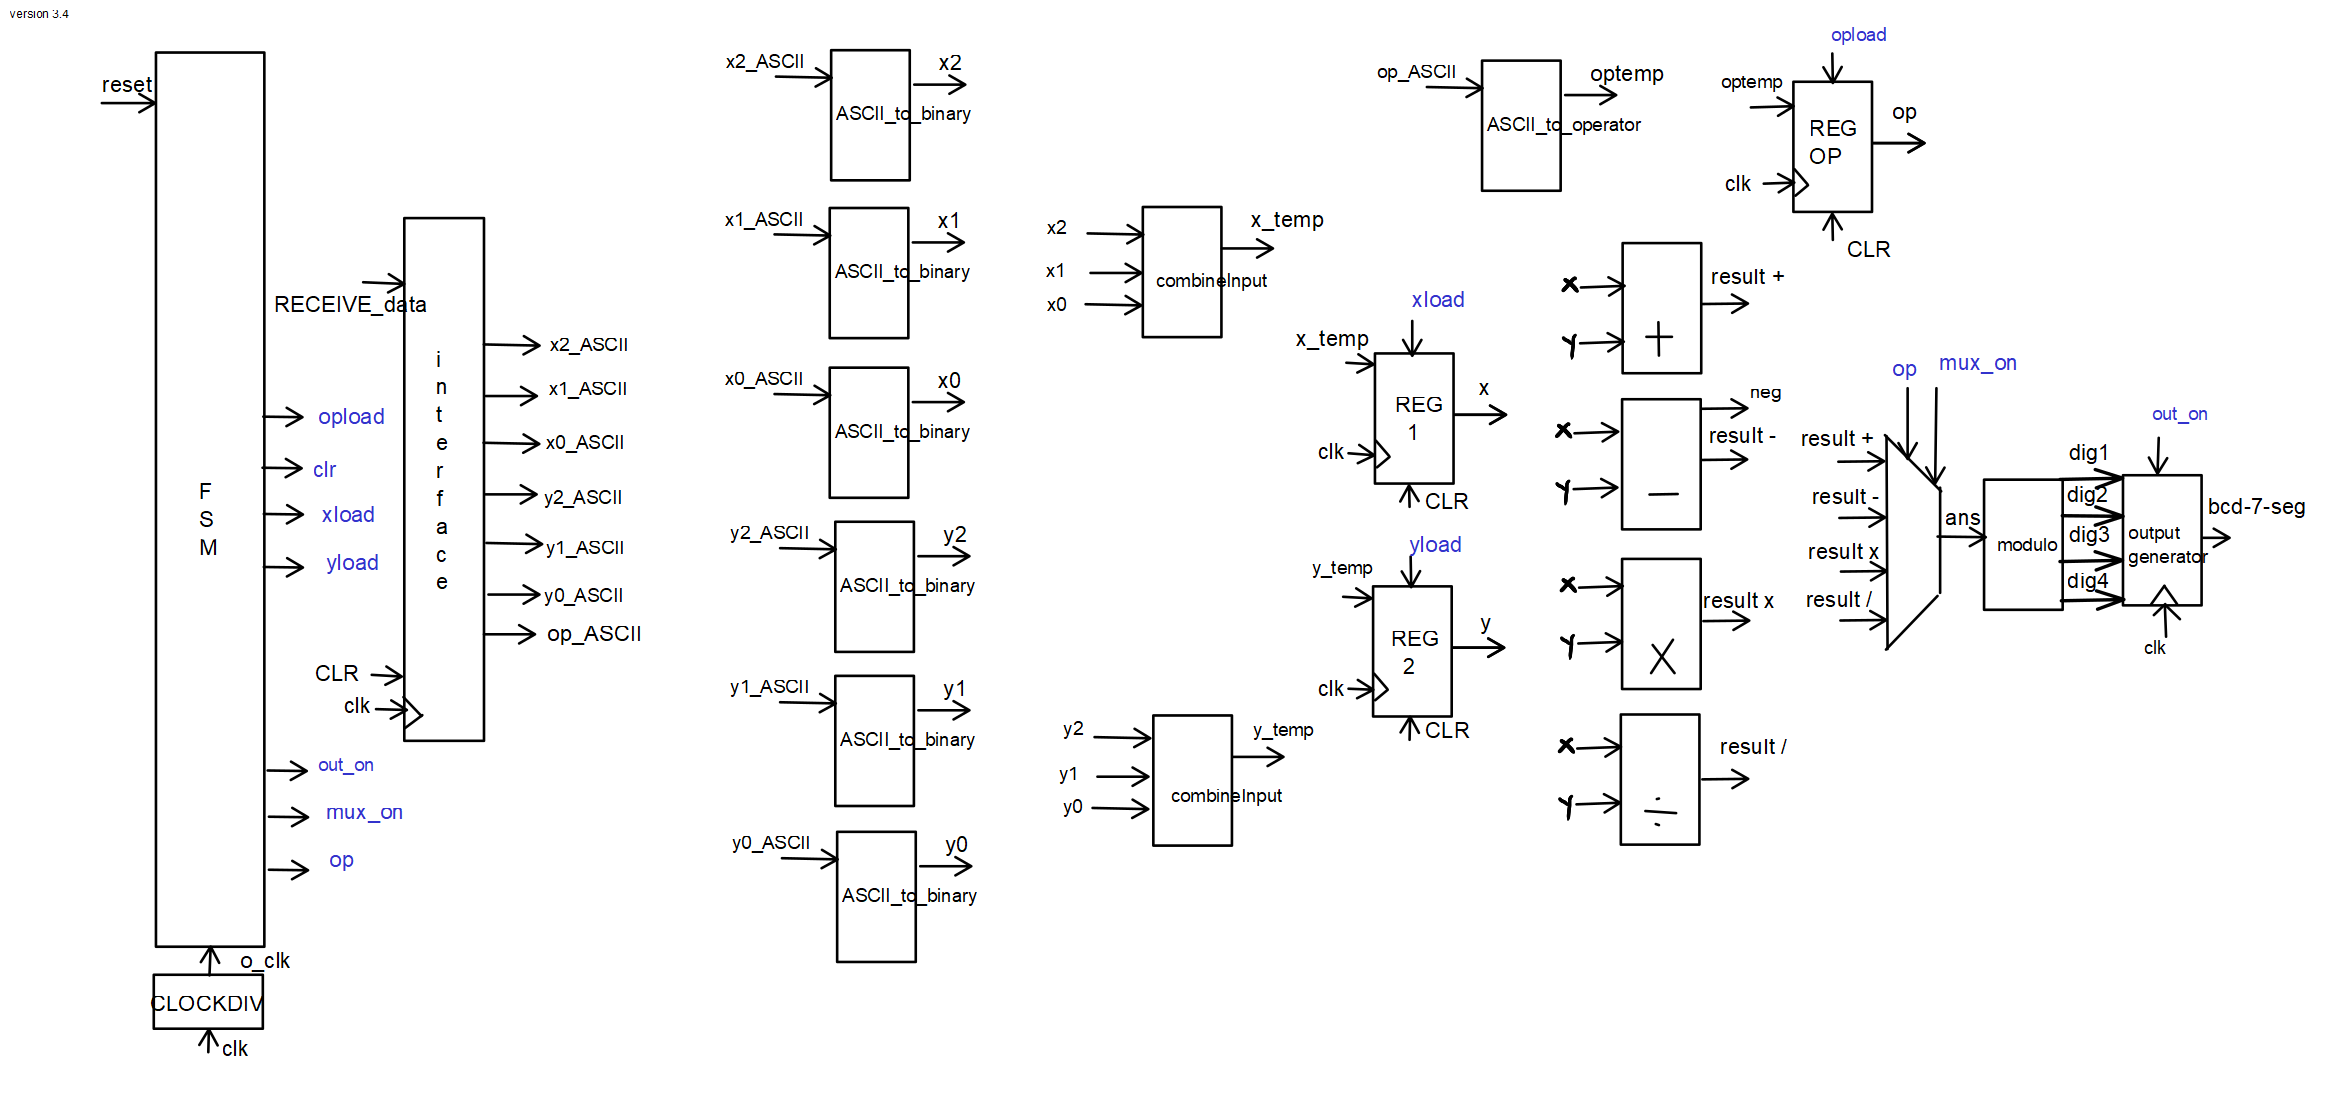 version 3.4
reset
FSM
opload
clr
xload
yload
out_on
mux_on
op
o_clk
CLOCKDIV
clk
RECEIVE_data
interface
CLR
clk
x2_ASCII
x1_ASCII
x0_ASCII
y2_ASCII
y1_ASCII
y0_ASCII
op_ASCII
x2_ASCII
ASCII_to_binary
x2
x1_ASCII
ASCII_to_binary
x1
x0_ASCII
ASCII_to_binary
x0
y2_ASCII
ASCII_to_binary
y2
y1_ASCII
ASCII_to_binary
y1
y0_ASCII
ASCII_to_binary
y0
x2
x1
x0
combineInput
x_temp
y2
y1
y0
combineInput
y_temp
op_ASCII
ASCII_to_operator
optemp
opload
optemp
REG
OP
clk
CLR
op
xload
x_temp
REG
1
clk
CLR
x
yload
y_temp
REG
2
clk
CLR
y
x
y
+
result +
x
y
−
neg
result -
x
y
X
result x
x
y
÷
result /
op
mux_on
result +
result -
result x
result /
ans
modulo
dig1
dig2
dig3
dig4
out_on
output
generator
clk
bcd-7-seg